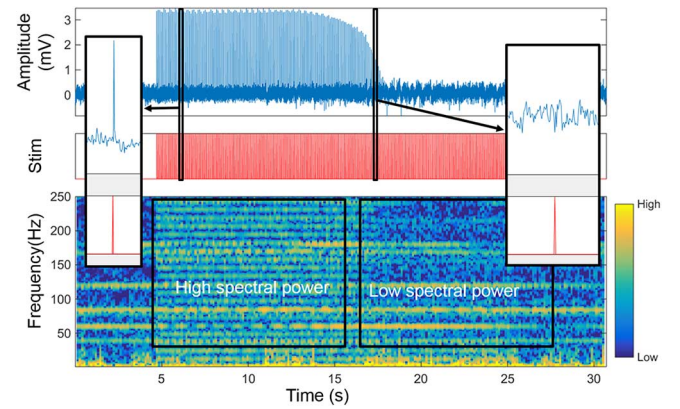 Amplitude
(mV)
3
2
1
0
Stim
Frequency(Hz)
250
200
150
100
50
High spectral power
Low spectral power
High
Low
5
10
15
20
25
30
Time (s)